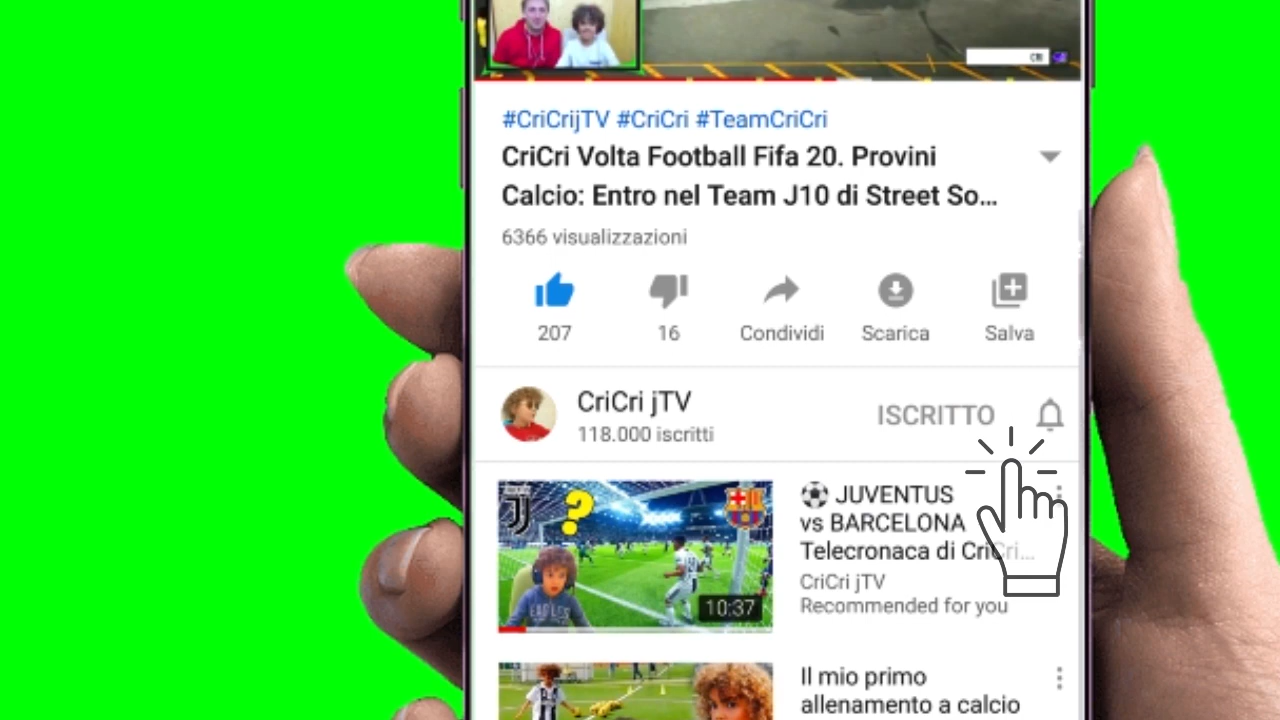 CRI
#CriCrijTV #CriCri #TeamCriCri
CriCri Volta Football Fifa 20. Provini
Calcio: Entro nel Team J10 di Street So...
6366 visualizzazioni
207
16
Condividi
Scarica
Salva
CriCri jTV
118.000 iscritti
ISCRITTO
JUVENTUS
?
10:37
⚽ JUVENTUS
vs BARCELONA
Telecronaca di CriCri...
CriCri jTV
Recommended for you
Il mio primo
allenamento a calcio